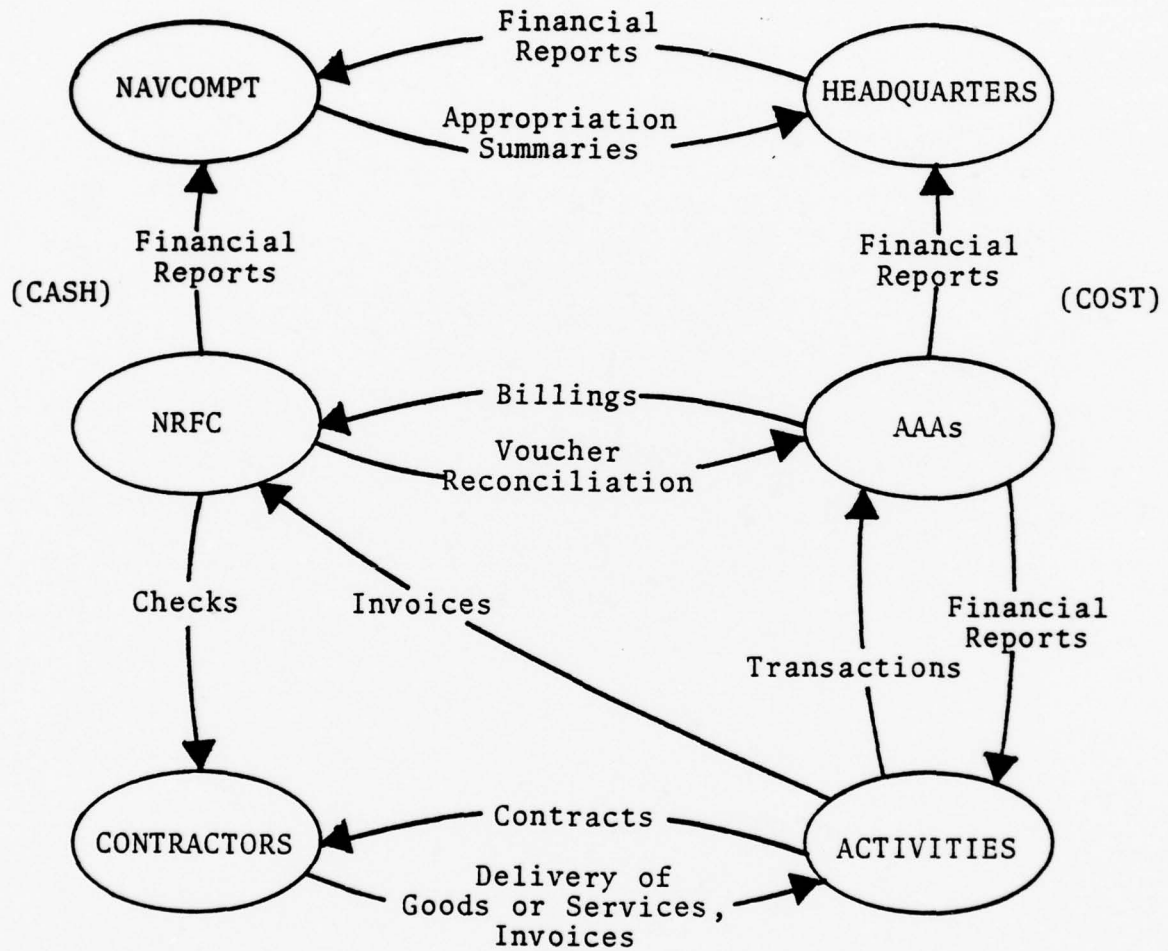 Financial
Reports
NAVCOMPT
HEADQUARTERS
Appropriation
Summaries
Financial
Reports
Financial
Reports
(CASH)
(COST)
Billings
NRFC
AAAs
Voucher
Reconciliation
Checks
Invoices
Financial
Reports
Transactions
Contracts
CONTRACTORS
ACTIVITIES
Delivery of
Goods or Services,
Invoices